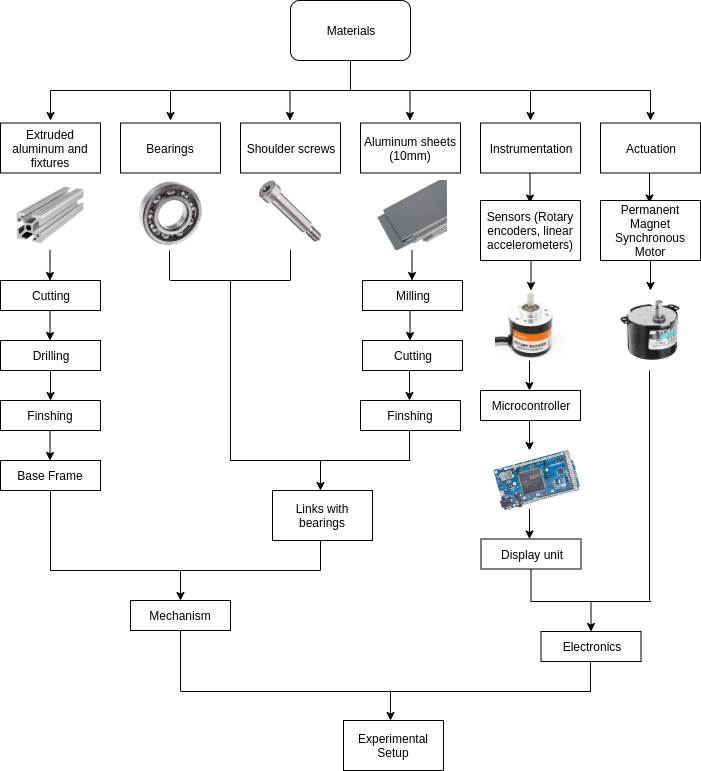 Materials
Extruded
aluminum and
fixtures
Bearings
Shoulder screws
Aluminum sheets
(10mm)
Instrumentation
Actuation
Sensors (Rotary
encoders, linear
accelerometers)
Permanent
Magnet
Synchronous
Motor
Cutting
Milling
Drilling
Cutting
Finshing
Finshing
Microcontroller
Base Frame
Links with
bearings
Display unit
Mechanism
Electronics
Experimental
Setup